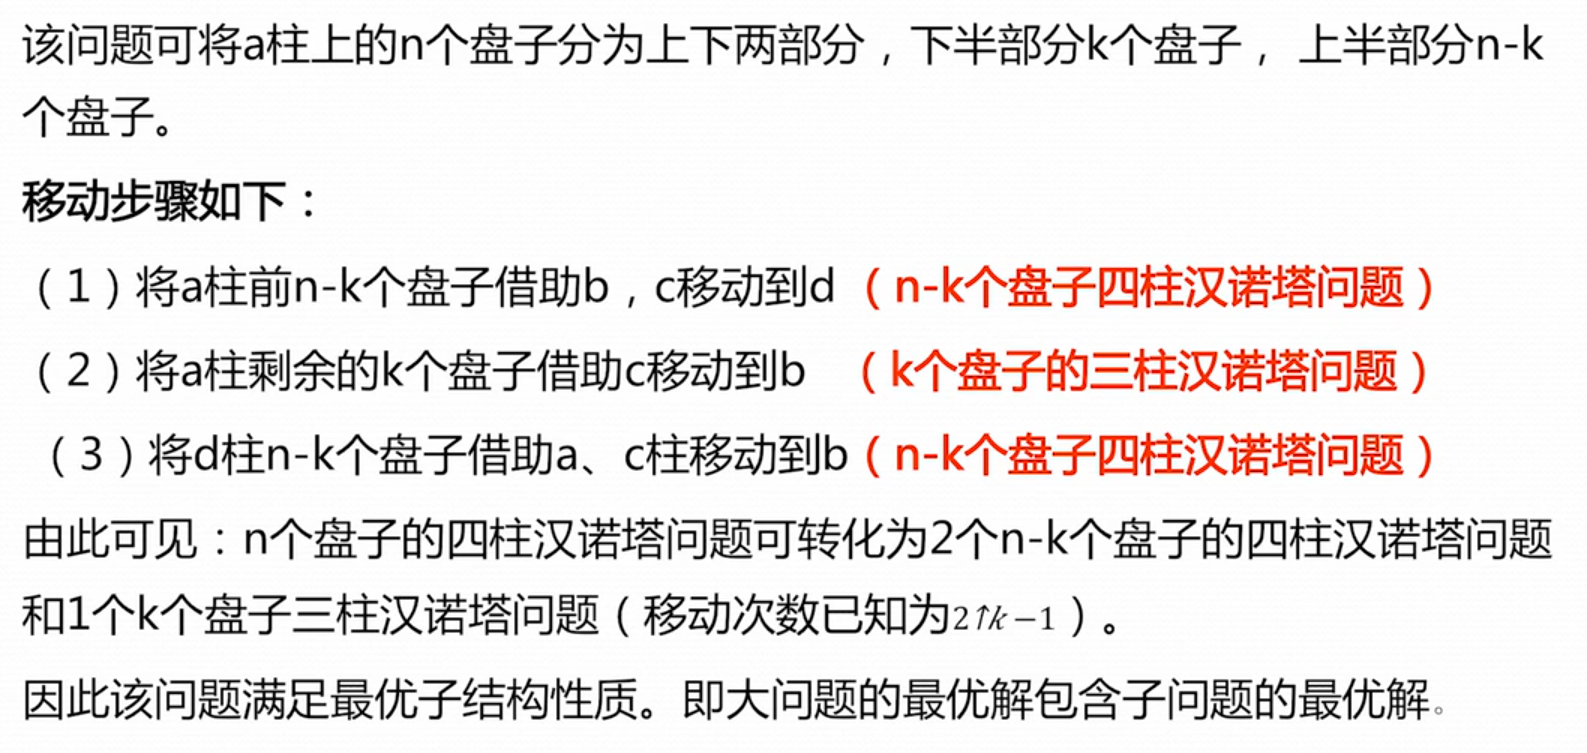 该问题可将a柱上的n个盘子分为上下两部分，下半部分k个盘子， 上半部分n-k
个盘子。
移动步骤如下：
（1）将a柱前n-k个盘子借助b，c移动到d（n-k个盘子四柱汉诺塔问题）
（2）将a柱剩余的k个盘子借助c移动到b （k个盘子的三柱汉诺塔问题）
（3）将d柱n-k个盘子借助a、c柱移动到b（n-k个盘子四柱汉诺塔问题）
由此可见：n个盘子的四柱汉诺塔问题可转化为2个n-k个盘子的四柱汉诺塔问题
和1个k个盘子三柱汉诺塔问题（移动次数已知为2↑k−1）。
因此该问题满足最优子结构性质。即大问题的最优解包含子问题的最优解。